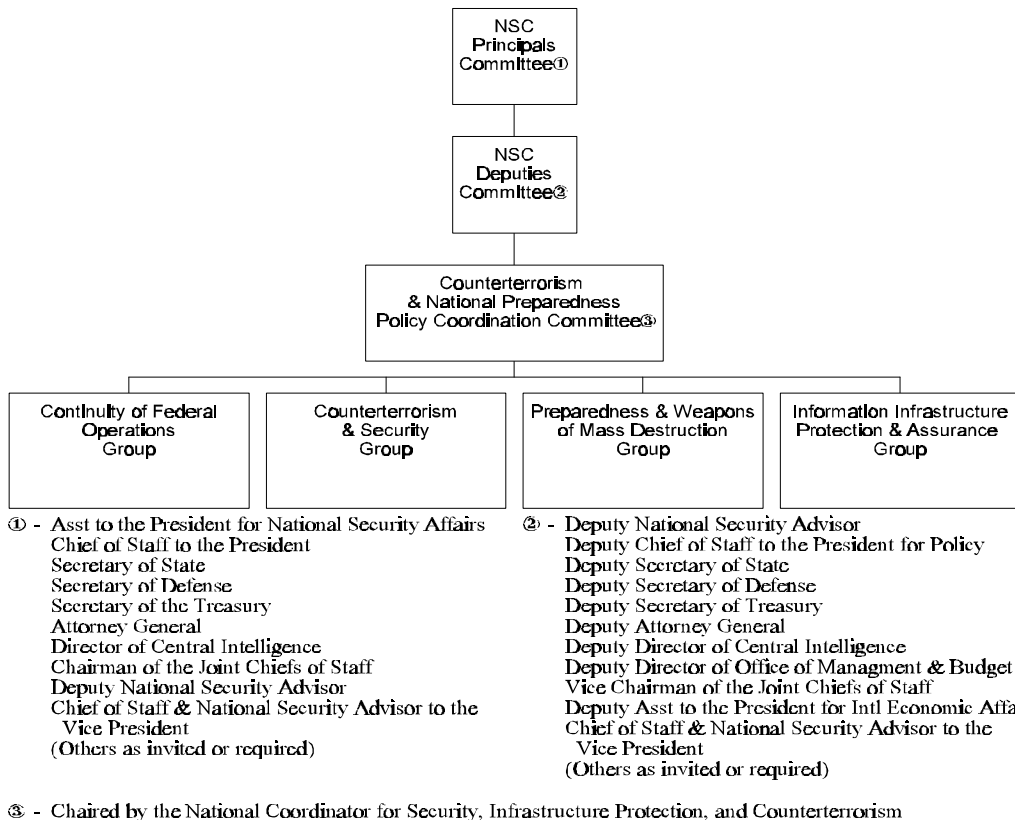 NSC
Principals
Committee①
NSC
Deputies
Committee②
Counterterrorism
& National Preparedness
Policy Coordination Committee③
Continuity of Federal
Operations
Group
Counterterrorism
& Security
Group
Preparedness & Weapons
of Mass Destruction
Group
Information Infrastructure
Protection & Assurance
Group
① - Asst to the President for National Security Affairs
Chief of Staff to the President
Secretary of State
Secretary of Defense
Secretary of the Treasury
Attorney General
Director of Central Intelligence
Chairman of the Joint Chiefs of Staff
Deputy National Security Advisor
Chief of Staff & National Security Advisor to the
Vice President
(Others as invited or required)
② - Deputy National Security Advisor
Deputy Chief of Staff to the President for Policy
Deputy Secretary of State
Deputy Secretary of Defense
Deputy Secretary of Treasury
Deputy Attorney General
Deputy Director of Central Intelligence
Deputy Director of Office of Managment & Budget
Vice Chairman of the Joint Chiefs of Staff
Deputy Asst to the President for Intl Economic Affa
Chief of Staff & National Security Advisor to the
Vice President
(Others as invited or required)
③ - Chaired by the National Coordinator for Security, Infrastructure Protection, and Counterterrorism